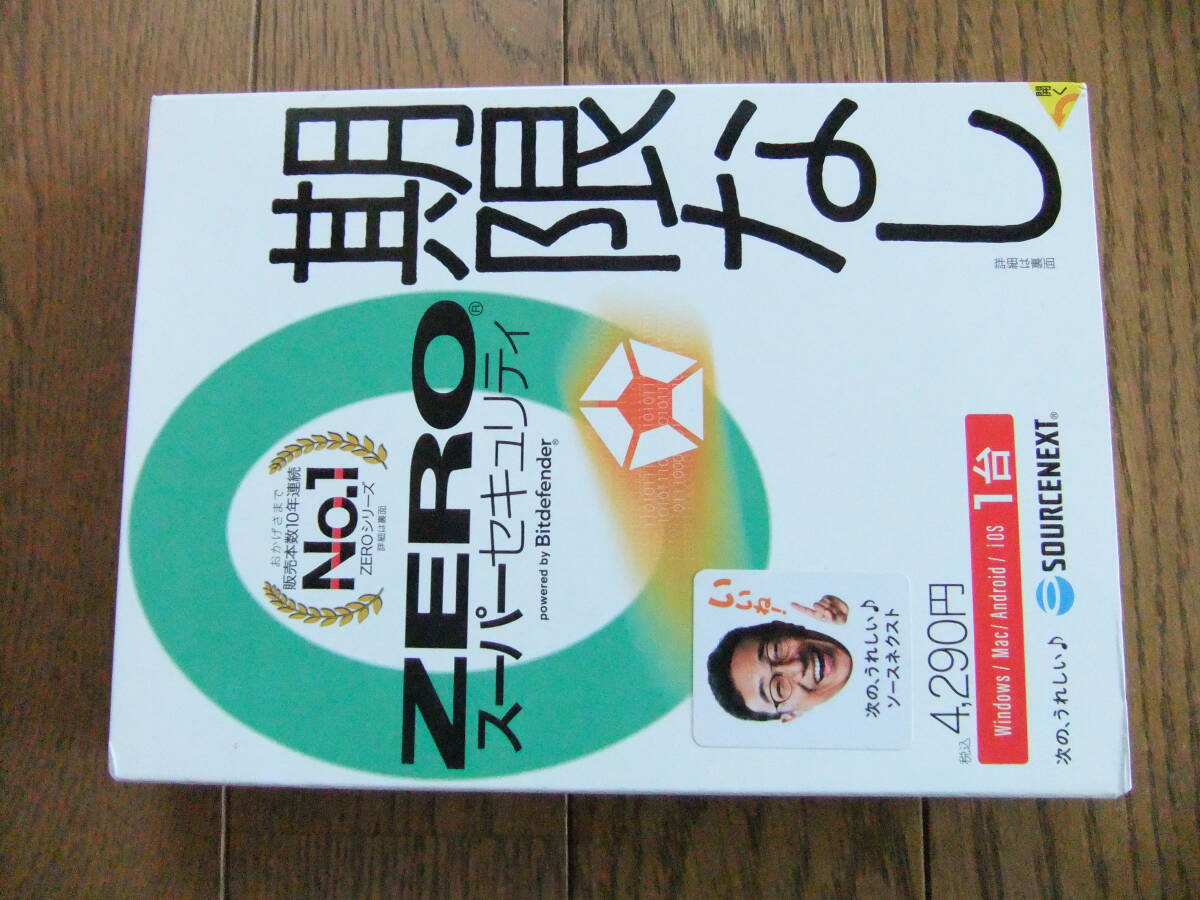 おかげさまで
販売本数10年連続
No.1
ZEROシリーズ
詳細は裏面
ZERO®
スーパーセキュリティ
powered by Bitdefender®
期限なし
詳細は裏面
開く
101011
01011
01011101
01011100
いいね!
次の、うれしい♪
ソースネクスト
税込 4,290円
Windows / Mac / Android / iOS 1台
次の、うれしい♪ SOURCENEXT®